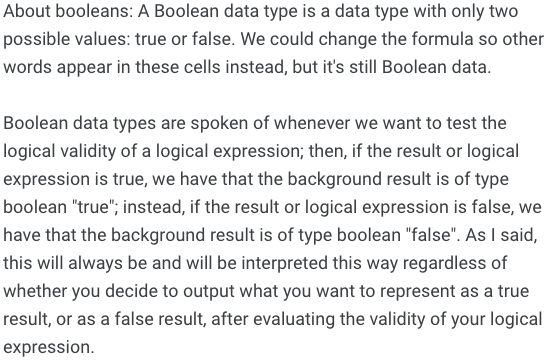 About booleans: A Boolean data type is a data type with only two
possible values: true or false. We could change the formula so other
words appear in these cells instead, but it's still Boolean data.
Boolean data types are spoken of whenever we want to test the
logical validity of a logical expression; then, if the result or logical
expression is true, we have that the background result is of type
boolean "true"; instead, if the result or logical expression is false, we
have that the background result is of type boolean "false". As I said,
this will always be and will be interpreted this way regardless of
whether you decide to output what you want to represent as a true
result, or as a false result, after evaluating the validity of your logical
expression.